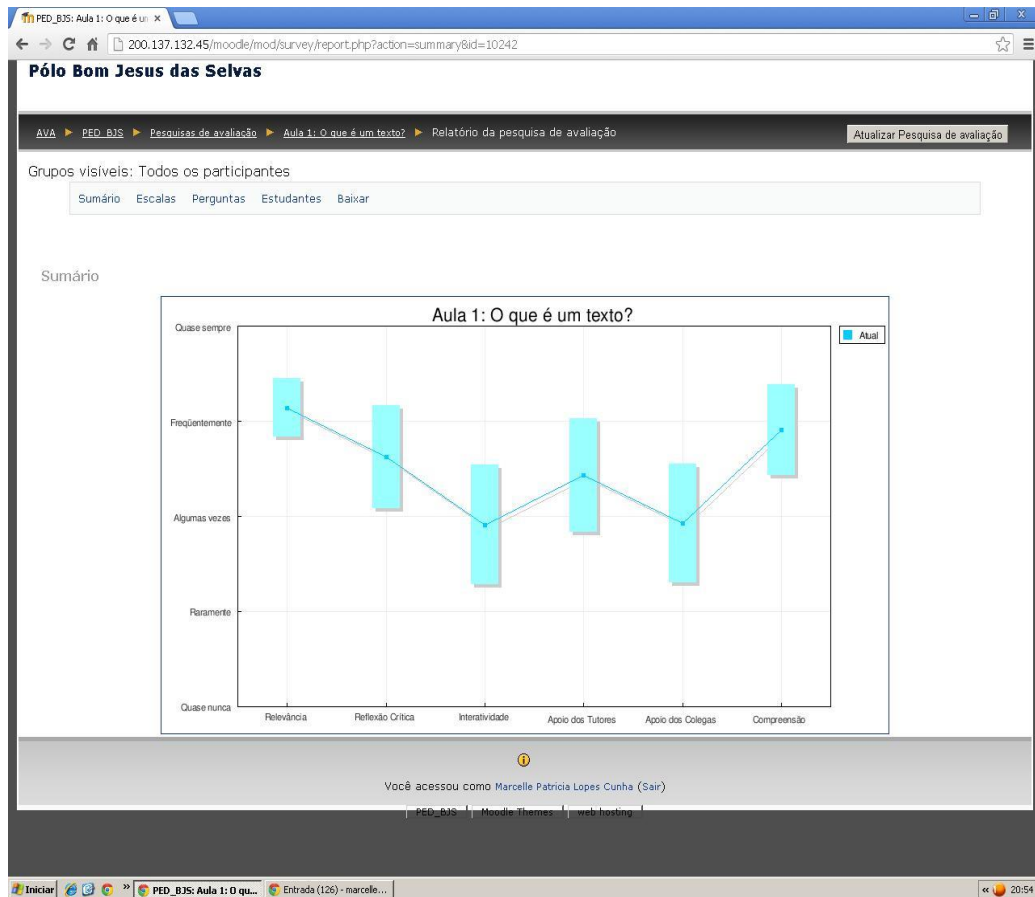 PED_BJS: Aula 1: O que é un
200.137.132.45/moodle/mod/survey/report.php?action=summary&id=10242
Pólo Bom Jesus das Selvas
AVA ► PED_BJS ► Pesquisas de avaliação ► Aula 1: O que é um texto? ► Relatório da pesquisa de avaliação
Atualizar Pesquisa de avaliação
Grupos visíveis: Todos os participantes
Sumário Escalas Perguntas Estudantes Baixar
Sumário
Aula 1: O que é um texto?
Atual
Quase sempre
Freqüentemente
Algumas vezes
Raramente
Quase nunca
Relevância Reflexão Crítica Interatividade Apoio dos Tutores Apoio dos Colegas Compreensão
Você acessou como Marcelle Patricia Lopes Cunha (Sair)
PED_BJS Moodle Themes web hosting
Iniciar » PED_BJS: Aula 1: O qu... Entrada (126) - marcelle... « 20:54